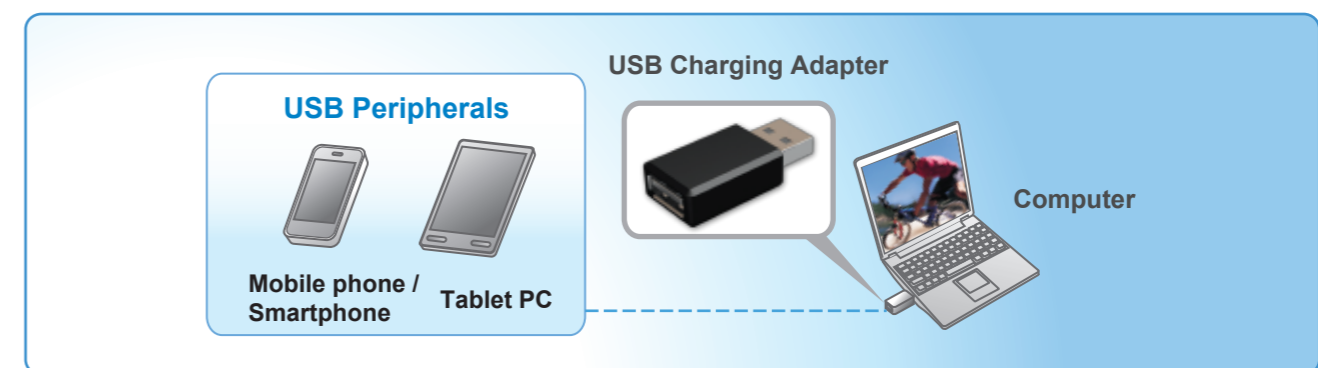 USB Charging Adapter
USB Peripherals
Computer
Mobile phone /
Smartphone
Tablet PC